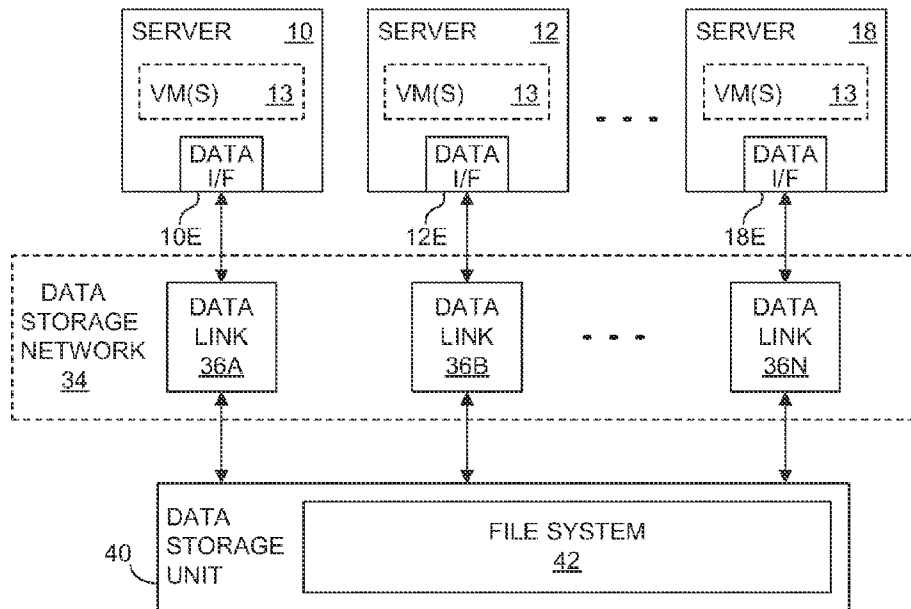 SERVER 10
VM(S) 13
DATA
I/F
10E
SERVER 12
VM(S) 13
DATA
I/F
12E
SERVER 18
VM(S) 13
DATA
I/F
18E
DATA
STORAGE
NETWORK
34
DATA
LINK
36A
DATA
LINK
36B
DATA
LINK
36N
40
DATA
STORAGE
UNIT
FILE SYSTEM
42